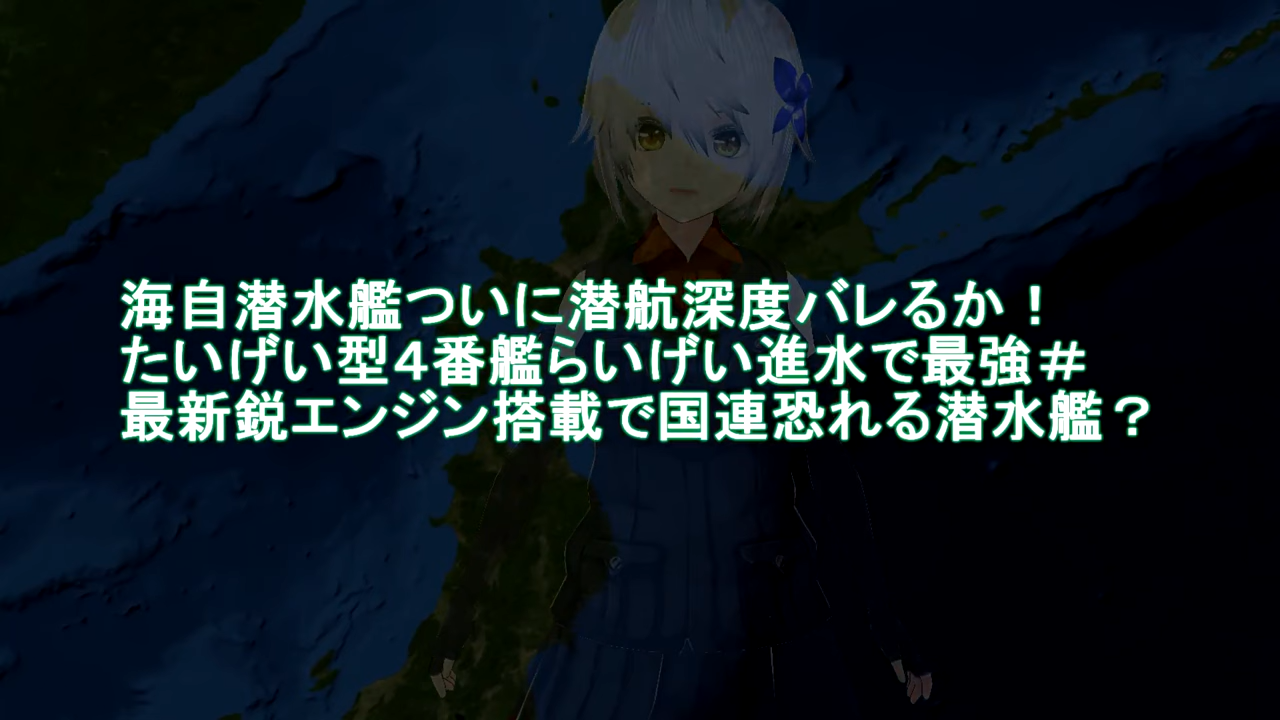 海自潜水艦ついに潜航深度バレるか！
たいげい型４番艦らいげい進水で最強＃
最新鋭エンジン搭載で国連恐れる潜水艦？